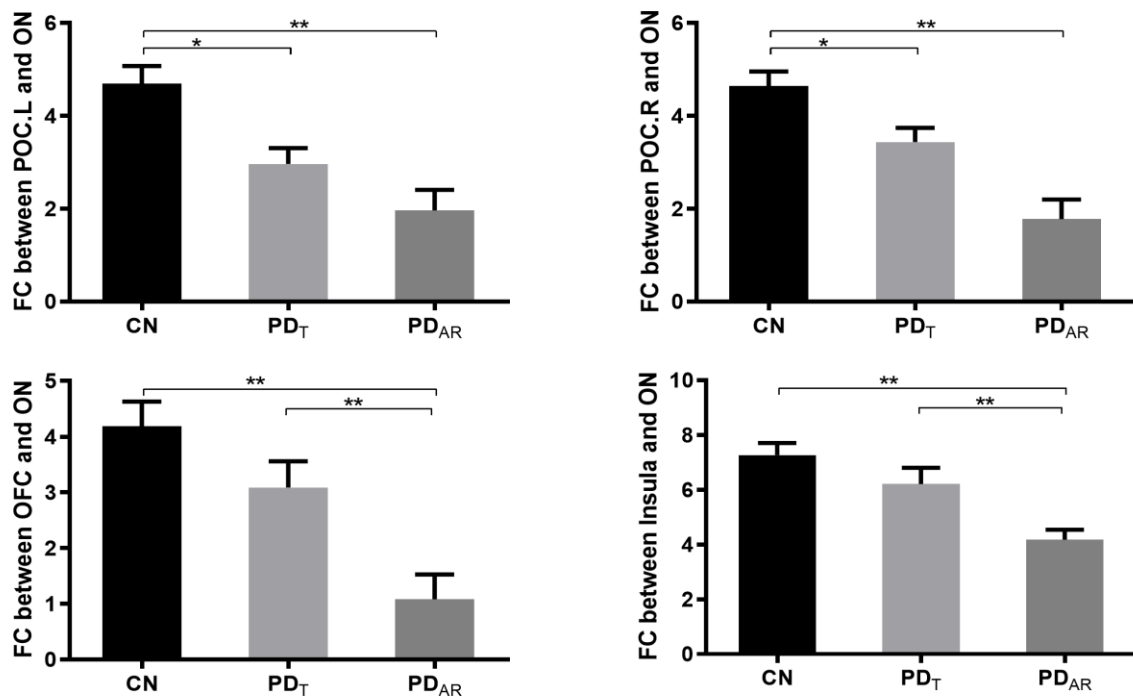 FC between POC.L and ON
6
4
2
0
*
**
CN
PD_T
PD_AR
FC between POC.R and ON
6
4
2
0
*
**
CN
PD_T
PD_AR
FC between OFC and ON
5
4
3
2
1
0
**
**
CN
PD_T
PD_AR
FC between Insula and ON
10
8
6
4
2
0
**
**
CN
PD_T
PD_AR